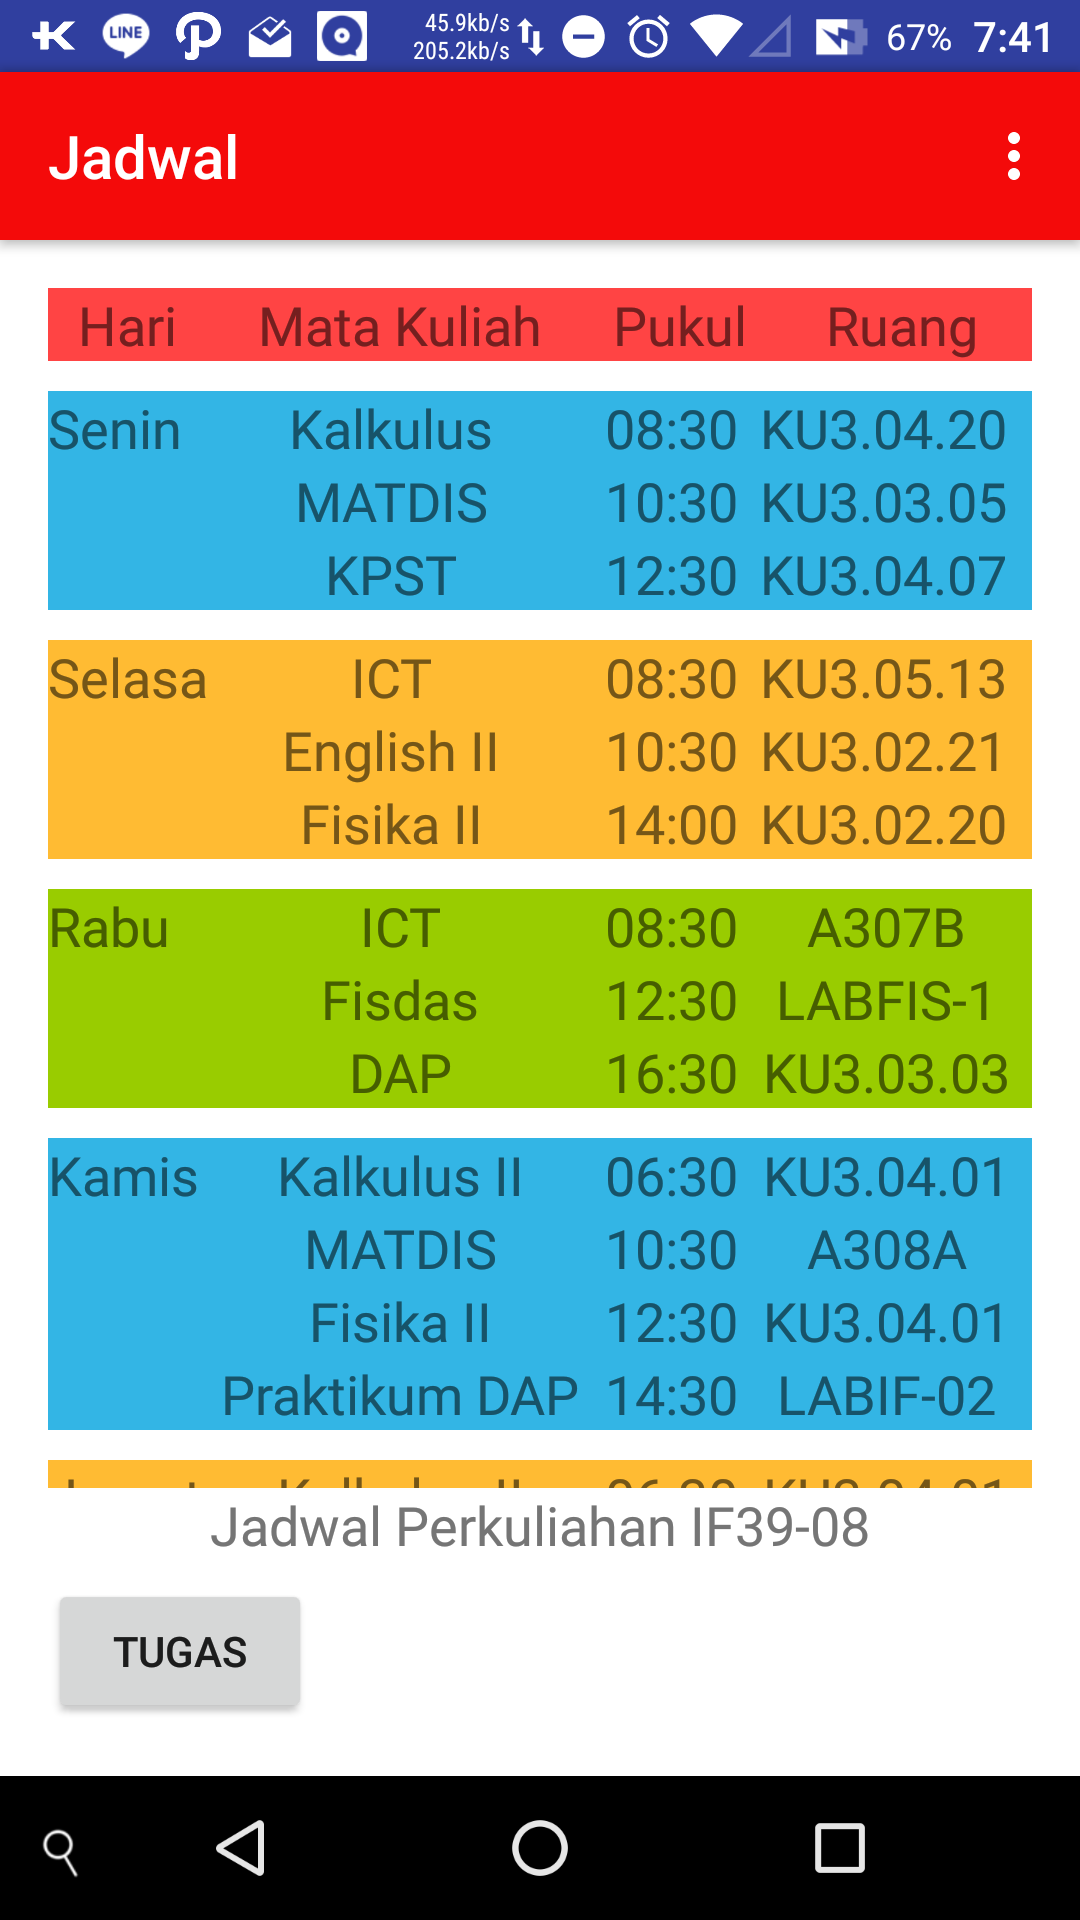 LINE 45.9kb/s 67% 7:41
205.2kb/s
Jadwal
Hari Mata Kuliah Pukul Ruang
Senin Kalkulus 08:30 KU3.04.20
MATDIS 10:30 KU3.03.05
KPST 12:30 KU3.04.07
Selasa ICT 08:30 KU3.05.13
English II 10:30 KU3.02.21
Fisika II 14:00 KU3.02.20
Rabu ICT 08:30 A307B
Fisdas 12:30 LABFIS-1
DAP 16:30 KU3.03.03
Kamis Kalkulus II 06:30 KU3.04.01
MATDIS 10:30 A308A
Fisika II 12:30 KU3.04.01
Praktikum DAP 14:30 LABIF-02
Jadwal Perkuliahan IF39-08
TUGAS